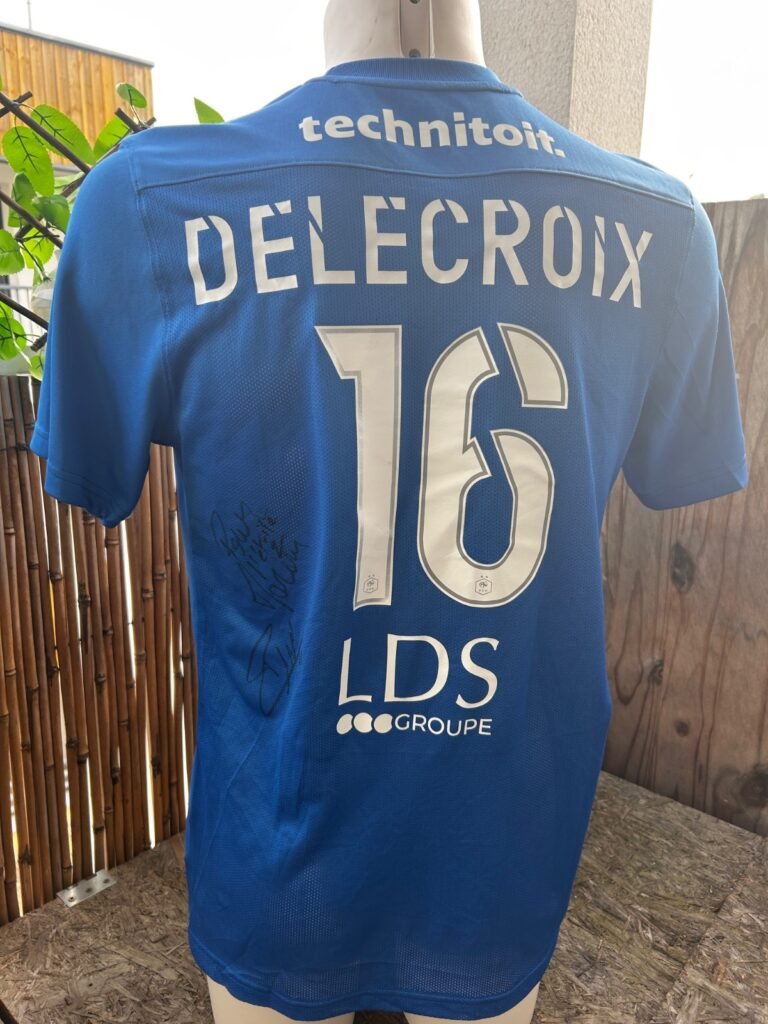 technitoit.
DELECROIX
16
LDS
GROUPE